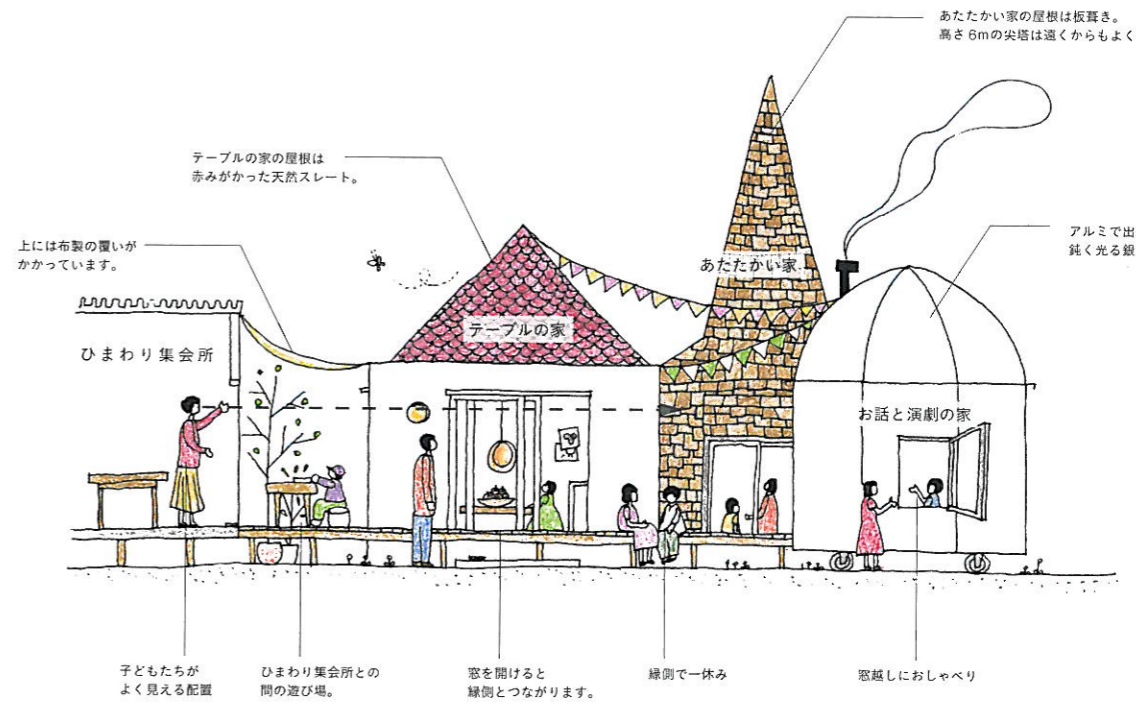 あたたかい家の屋根は板葺き。
高さ 6mの尖塔は遠くからもよく
テーブルの家の屋根は
赤みがかった天然スレート。
上には布製の覆いが
かかっています。
アルミで出
鈍く光る銀
あたたかい家
テーブルの家
ひまわり集会所
お話と演劇の家
子どもたちが
よく見える配置
ひまわり集会所との
間の遊び場。
窓を開けると
縁側とつながります。
縁側で一休み
窓越しにおしゃべり